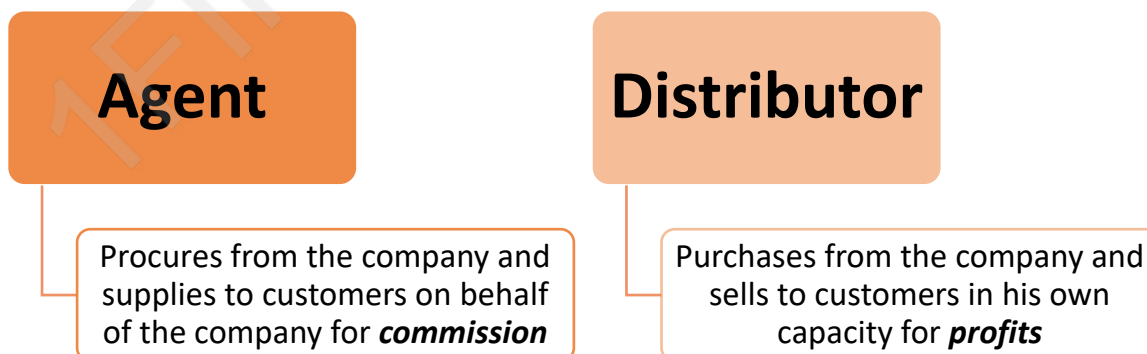 Agent
Procures from the company and
supplies to customers on behalf
of the company for commission
Distributor
Purchases from the company and
sells to customers in his own
capacity for profits